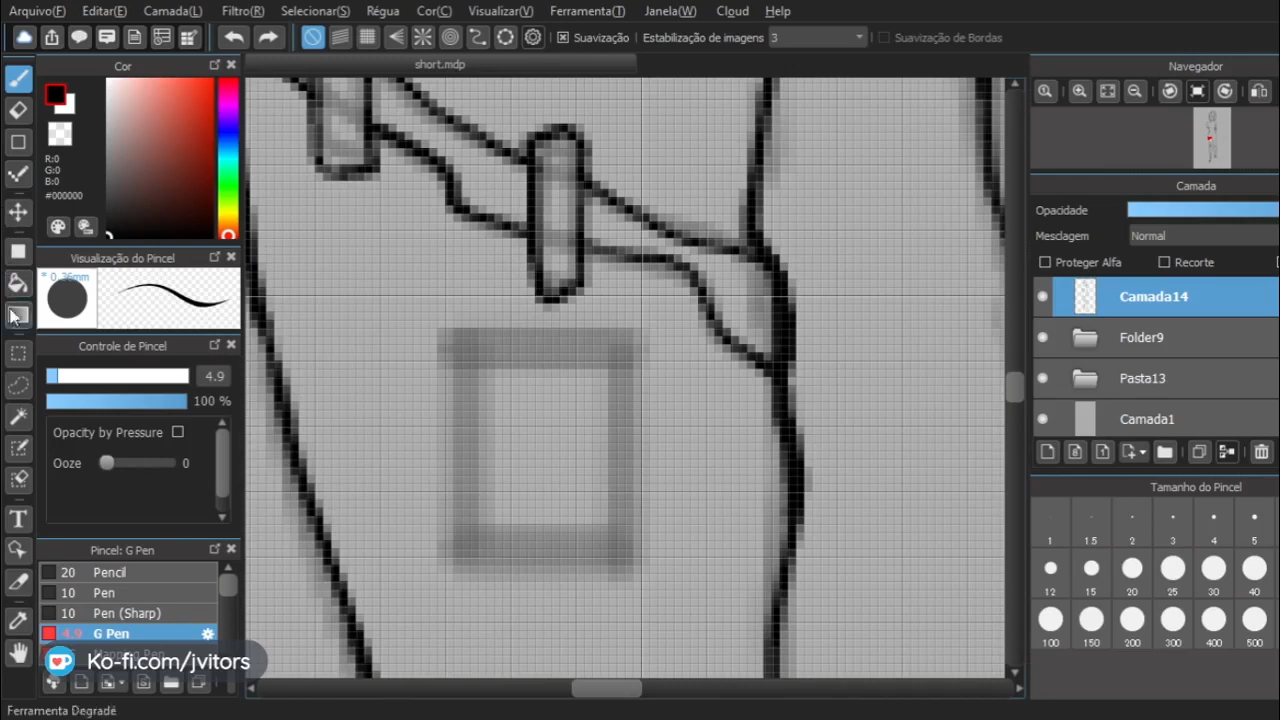 Arquivo(F) Editar(E) Camada(L) Filtro(R) Selecionar(S) Régua Cor(C) Visualizar(V) Ferramenta(T) Janela(W) Cloud Help
Suavização Estabilização de imagens 3 Suavização de Bordas
Cor short.mdp Navegador
R:0
G:0
B:0
#000000
Camada
Opacidade
Mesclagem Normal
Visualização do Pincel Proteger Alfa Recorte
* 0.36mm
Camada14
Folder9
Controle de Pincel
4.9 Pasta13
100 %
Opacity by Pressure Camada1
Ooze 0
Tamanho do Pincel
1 1.5 2 3 4 5
Pincel: G Pen
20 Pencil
10 Pen 12 15 20 25 30 40
10 Pen (Sharp)
4.9 G Pen
100 150 200 300 400 500
Ko-fi.com/jvitors
Ferramenta Degradê